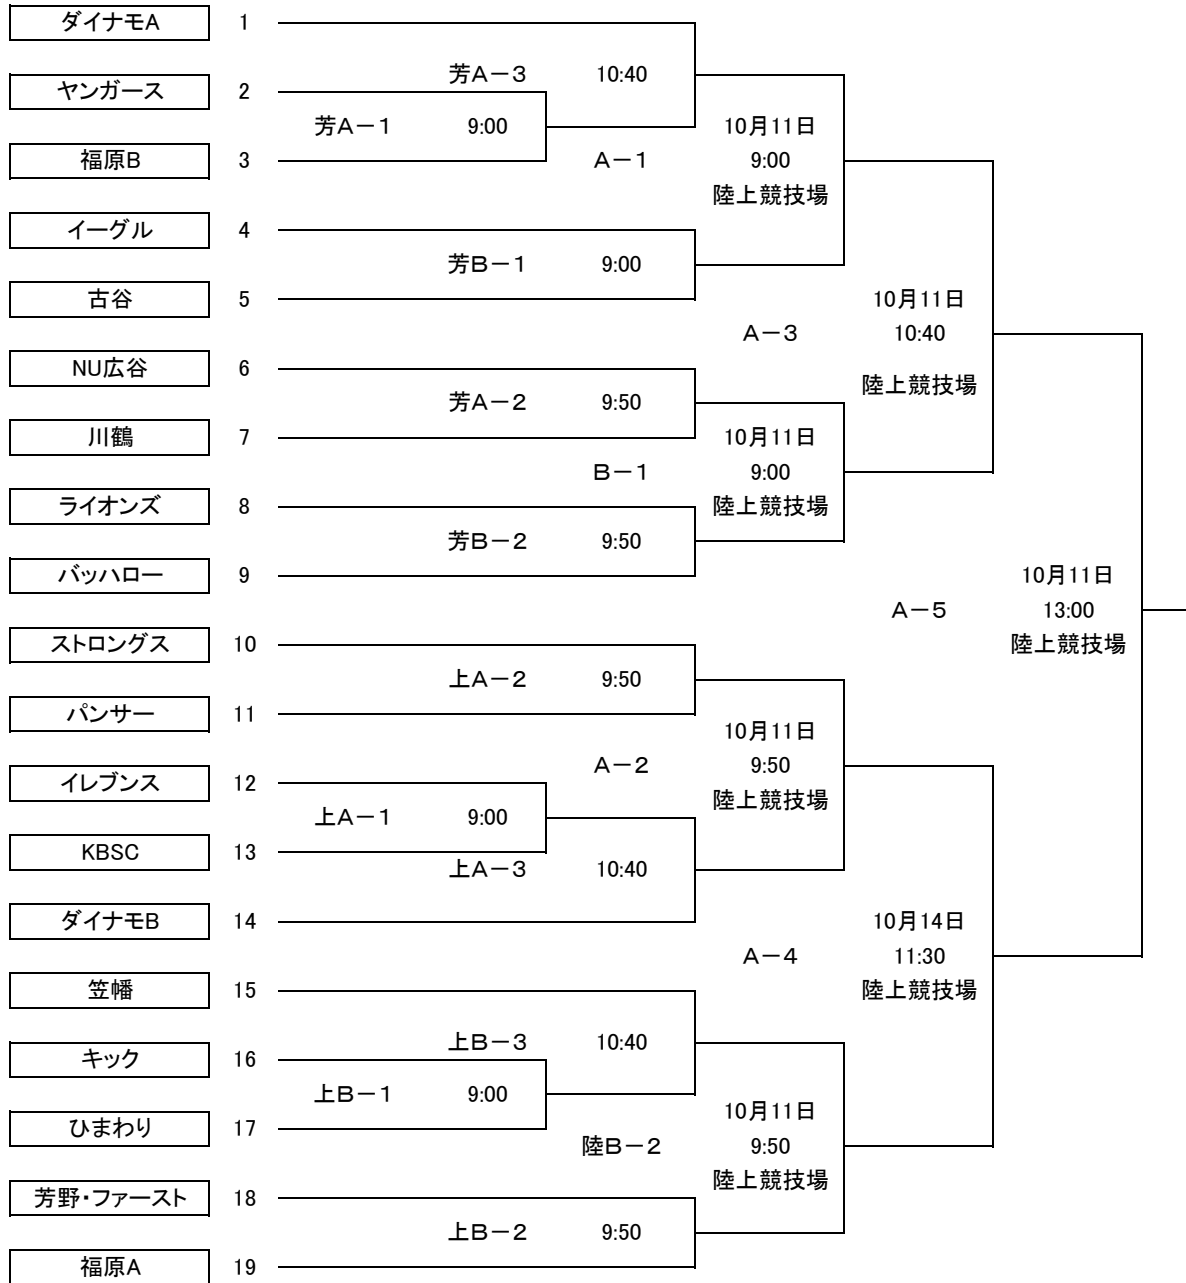 ダイナモA 1
芳A－3 10:40
ヤンガース 2
芳A－1 9:00 10月11日
福原B 3 A－1 9:00
陸上競技場
イーグル 4
芳B－1 9:00
古谷 5 10月11日
A－3 10:40
NU広谷 6
陸上競技場
芳A－2 9:50
川鶴 7 10月11日
B－1 9:00
ライオンズ 8 陸上競技場
芳B－2 9:50
バッハロー 9 10月11日
A－5 13:00
ストロングス 10 陸上競技場
上A－2 9:50
パンサー 11
10月11日
A－2 9:50
イレブンス 12
陸上競技場
上A－1 9:00
KBSC 13
上A－3 10:40
ダイナモB 14 10月14日
A－4 11:30
笠幡 15 陸上競技場
上B－3 10:40
キック 16
上B－1 9:00
10月11日
ひまわり 17
陸B－2 9:50
陸上競技場
芳野・ファースト 18
上B－2 9:50
福原A 19